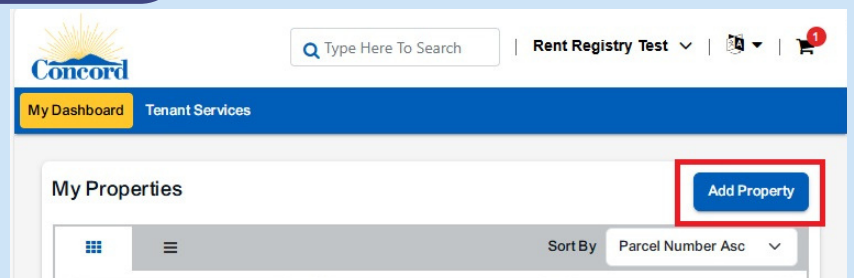 Concord
Type Here To Search
Rent Registry Test
1
My Dashboard
Tenant Services
My Properties
Add Property
Sort By
Parcel Number Asc